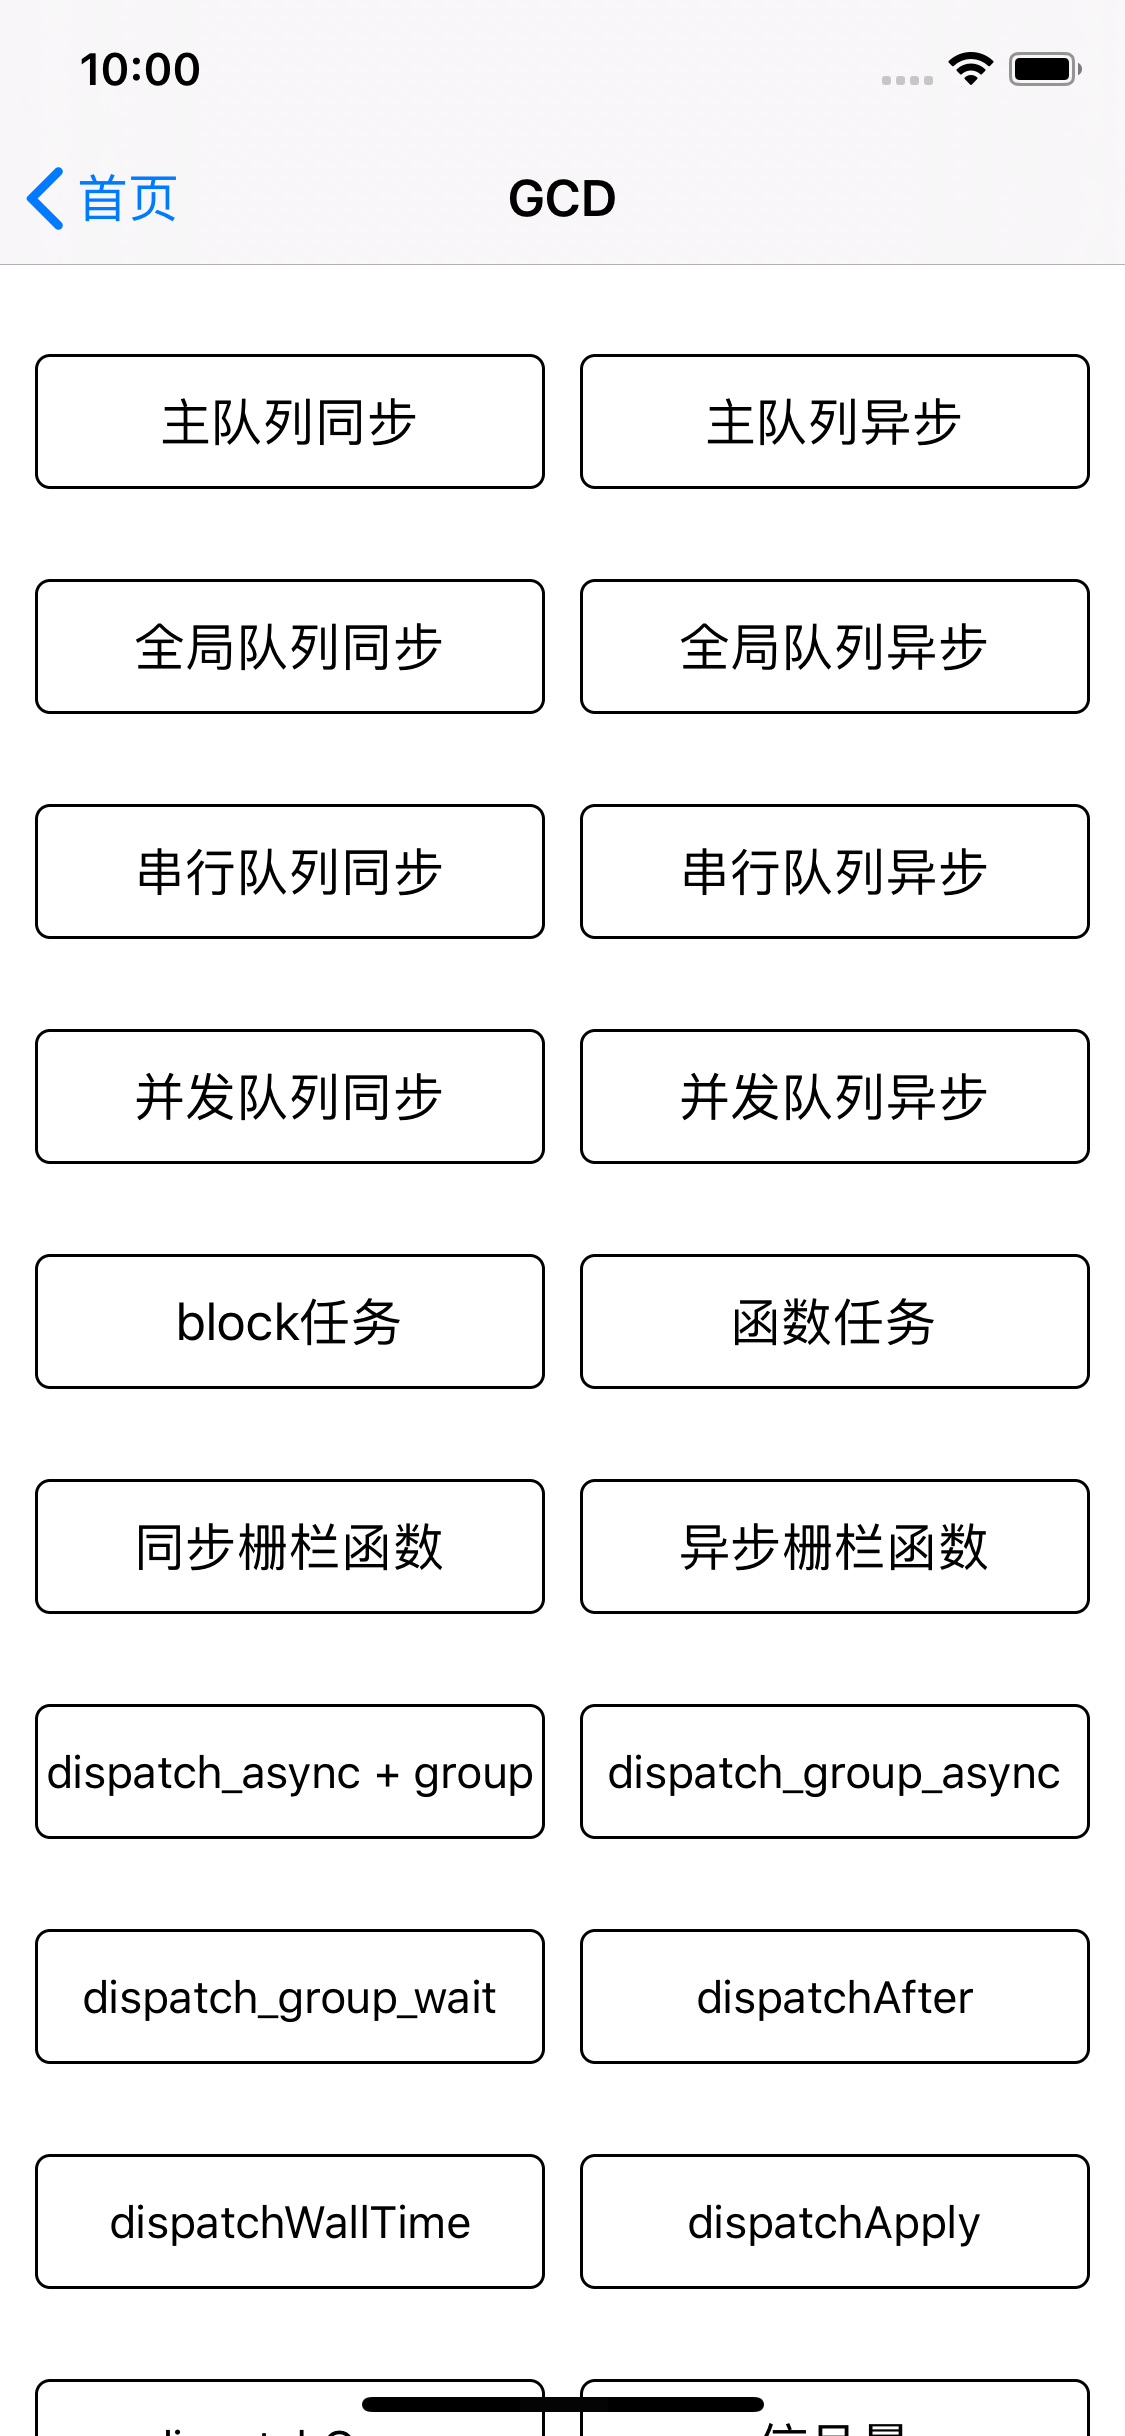 10:00
首页
GCD
主队列同步
主队列异步
全局队列同步
全局队列异步
串行队列同步
串行队列异步
并发队列同步
并发队列异步
block任务
函数任务
同步栅栏函数
异步栅栏函数
dispatch_async + group
dispatch_group_async
dispatch_group_wait
dispatchAfter
dispatchWallTime
dispatchApply
信号量